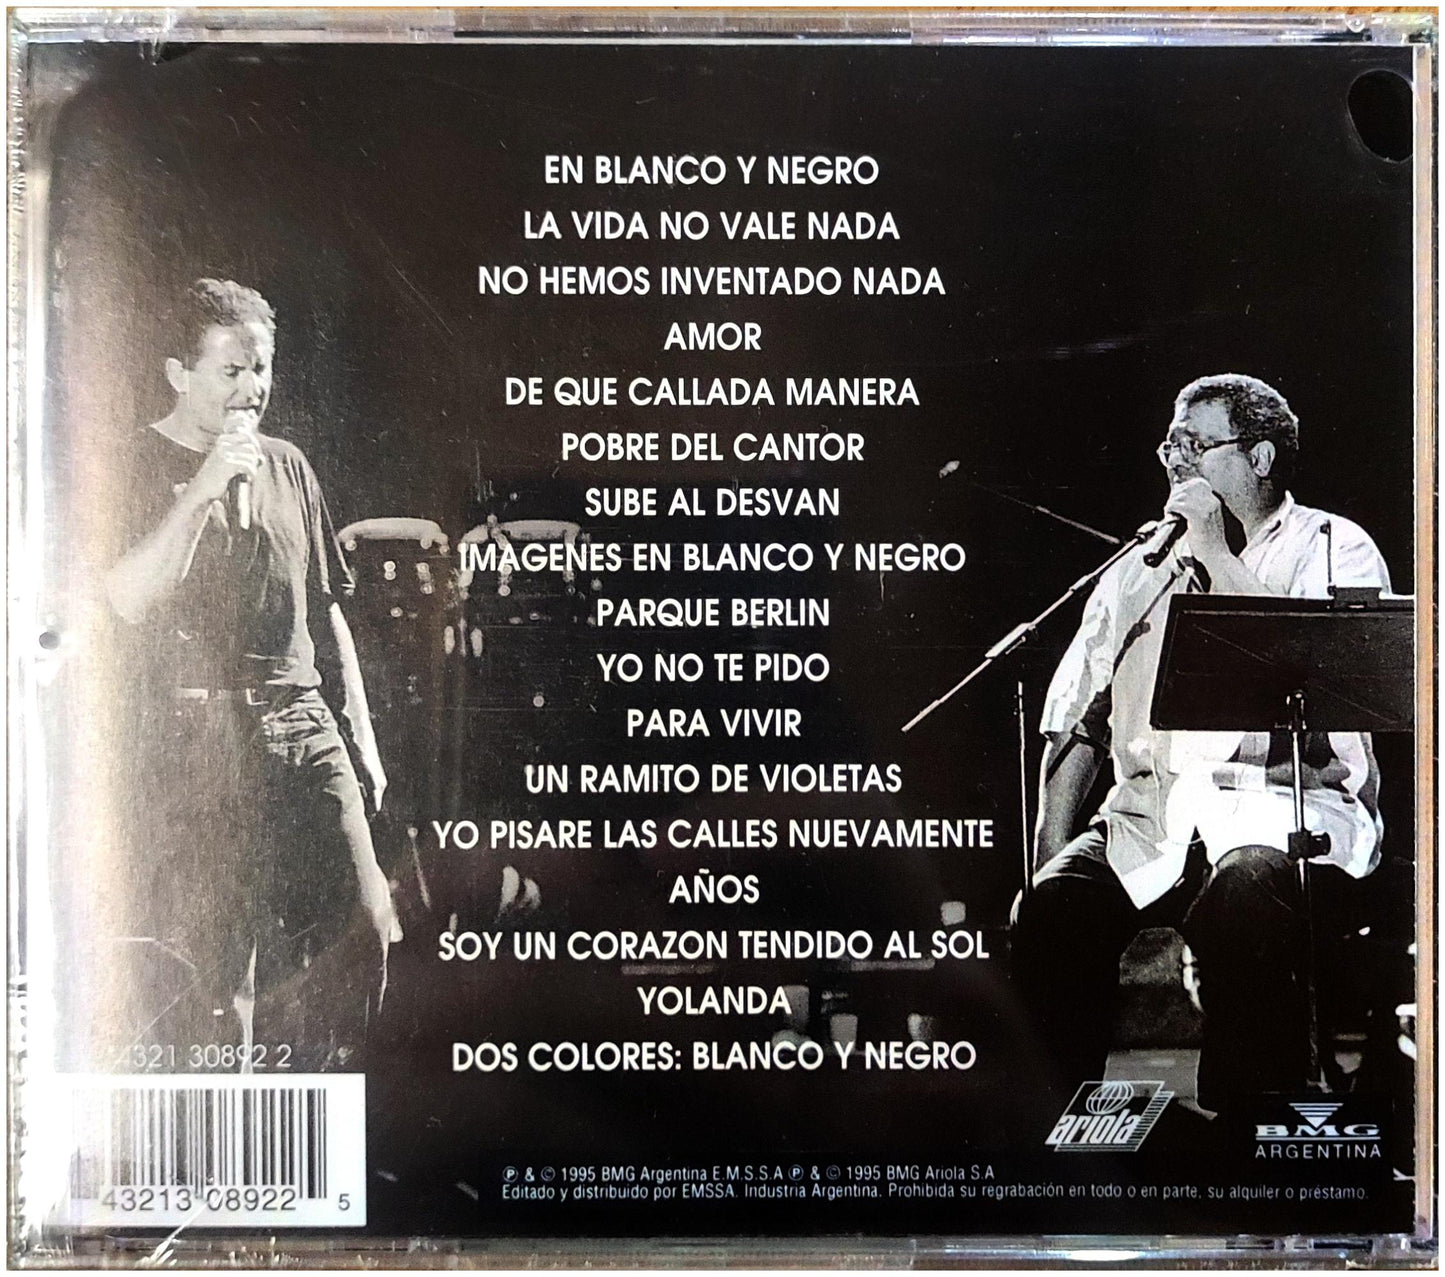 EN BLANCO Y NEGRO
LA VIDA NO VALE NADA
NO HEMOS INVENTADO NADA
AMOR
DE QUE CALLADA MANERA
POBRE DEL CANTOR
SUBE AL DESVAN
IMAGENES EN BLANCO Y NEGRO
PARQUE BERLIN
YO NO TE PIDO
PARA VIVIR
UN RAMITO DE VIOLETAS
YO PISARE LAS CALLES NUEVAMENTE
AÑOS
SOY UN CORAZON TENDIDO AL SOL
YOLANDA
DOS COLORES: BLANCO Y NEGRO
4321 30892 2
43213 08922 5
ariola
BMG
ARGENTINA
℗ & © 1995 BMG Argentina E.M.S.S.A ℗ & © 1995 BMG Ariola S.A
Editado y distribuido por EMSSA. Industria Argentina. Prohibida su regrabación en todo o en parte, su alquiler o préstamo.